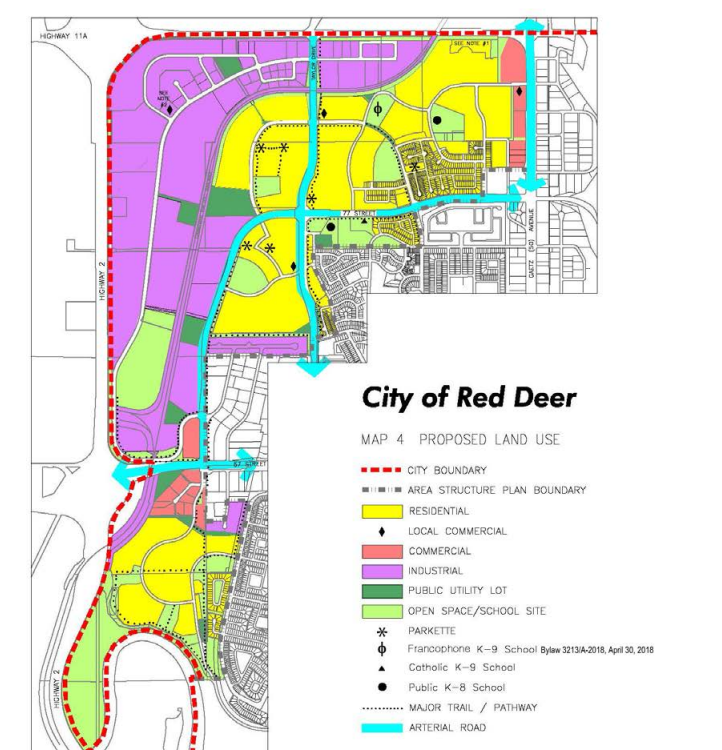 HIGHWAY 11A
SEE NOTE #1
TAYLOR DRIVE
SEE
NOTE
#2
77 STREET
GAETZ (50) AVENUE
HIGHWAY 2
67 STREET
HIGHWAY 2
City of Red Deer
MAP 4 PROPOSED LAND USE
CITY BOUNDARY
AREA STRUCTURE PLAN BOUNDARY
RESIDENTIAL
LOCAL COMMERCIAL
COMMERCIAL
INDUSTRIAL
PUBLIC UTILITY LOT
OPEN SPACE/SCHOOL SITE
PARKETTE
Francophone K-9 School Bylaw 3213/A-2018, April 30, 2018
Catholic K-9 School
Public K-8 School
MAJOR TRAIL / PATHWAY
ARTERIAL ROAD